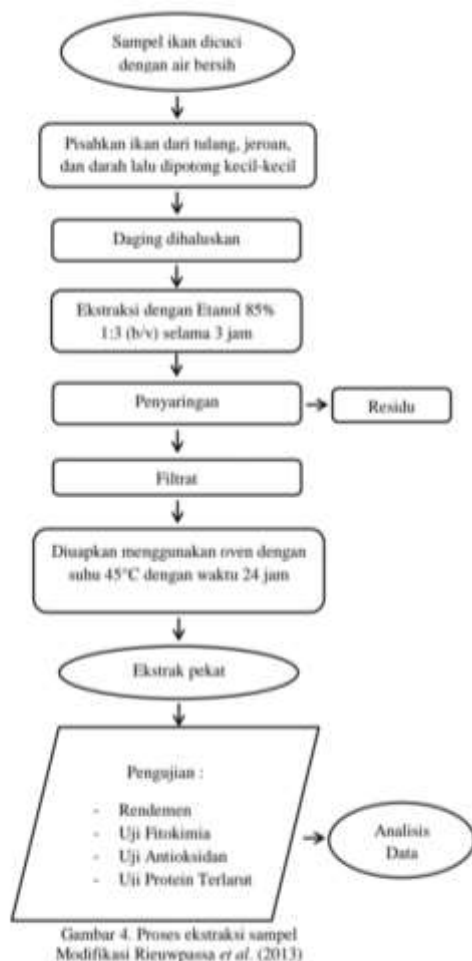 Sampel ikan dicuci
dengan air bersih
Pisahkan ikan dari tulang, jeroan,
dan darah lalu dipotong kecil-kecil
Daging dihaluskan
Ekstraksi dengan Etanol 85%
1:3 (b/v) selama 3 jam
Penyaringan
Residu
Filtrat
Diuapkan menggunakan oven dengan
suhu 45°C dengan waktu 24 jam
Ekstrak pekat
Pengujian :
- Rendemen
- Uji Fitokimia
- Uji Antioksidan
- Uji Protein Terlarut
Analisis
Data
Gambar 4. Proses ekstraksi sampel
Modifikasi Rieuwpassa et al. (2013)